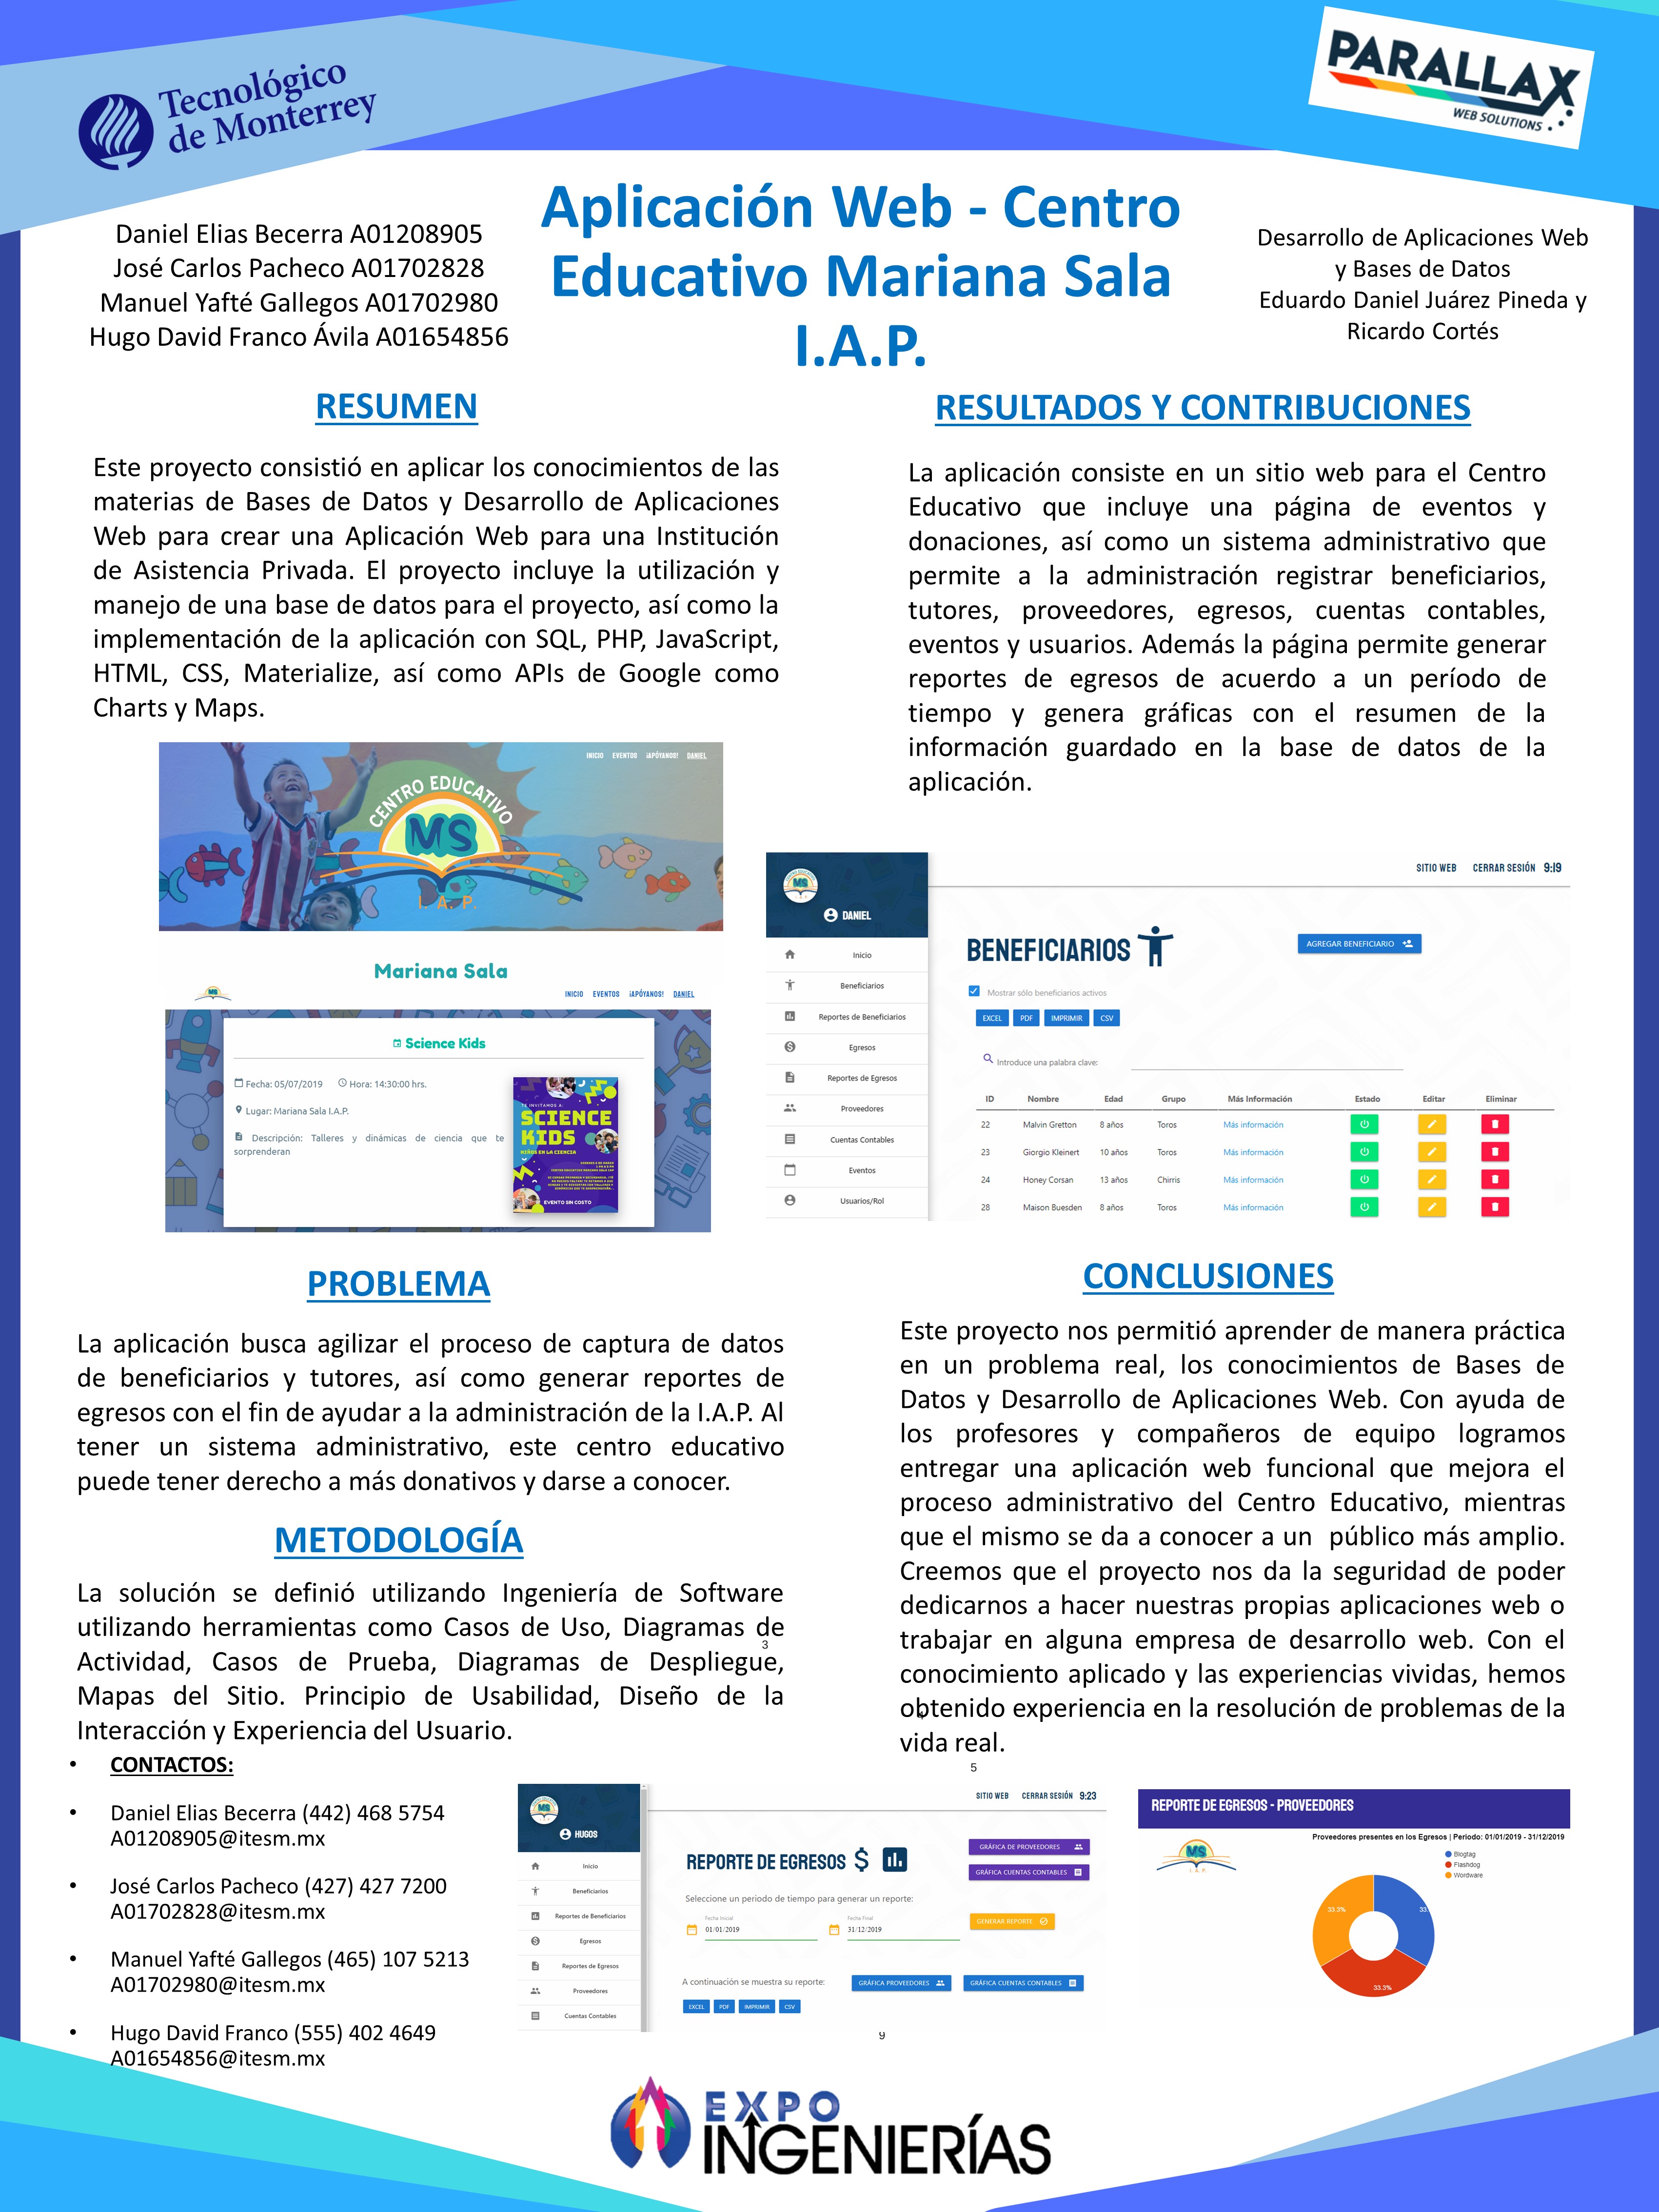 Tecnológico
de Monterrey
PARALLAX
WEB SOLUTIONS
Daniel Elias Becerra A01208905
José Carlos Pacheco A01702828
Manuel Yafté Gallegos A01702980
Hugo David Franco Ávila A01654856
Aplicación Web - Centro
Educativo Mariana Sala
I.A.P.
Desarrollo de Aplicaciones Web
y Bases de Datos
Eduardo Daniel Juárez Pineda y
Ricardo Cortés
RESUMEN
Este proyecto consistió en aplicar los conocimientos de las
materias de Bases de Datos y Desarrollo de Aplicaciones
Web para crear una Aplicación Web para una Institución
de Asistencia Privada. El proyecto incluye la utilización y
manejo de una base de datos para el proyecto, así como la
implementación de la aplicación con SQL, PHP, JavaScript,
HTML, CSS, Materialize, así como APIs de Google como
Charts y Maps.
INICIO EVENTOS ¡APÓYANOS! DANIEL
CENTRO EDUCATIVO
MS
I. A. P.
Mariana Sala
MS
INICIO EVENTOS ¡APÓYANOS! DANIEL
Science Kids
Fecha: 05/07/2019 Hora: 14:30:00 hrs.
Lugar: Mariana Sala I.A.P.
Descripción: Talleres y dinámicas de ciencia que te
sorprenderan
TE INVITAMOS A:
SCIENCE
KIDS
NIÑOS EN LA CIENCIA
EVENTO SIN COSTO
PROBLEMA
La aplicación busca agilizar el proceso de captura de datos
de beneficiarios y tutores, así como generar reportes de
egresos con el fin de ayudar a la administración de la I.A.P. Al
tener un sistema administrativo, este centro educativo
puede tener derecho a más donativos y darse a conocer.
METODOLOGÍA
La solución se definió utilizando Ingeniería de Software
utilizando herramientas como Casos de Uso, Diagramas de
Actividad, Casos de Prueba, Diagramas de Despliegue,
Mapas del Sitio. Principio de Usabilidad, Diseño de la
Interacción y Experiencia del Usuario.
3
• CONTACTOS:
• Daniel Elias Becerra (442) 468 5754
A01208905@itesm.mx
• José Carlos Pacheco (427) 427 7200
A01702828@itesm.mx
• Manuel Yafté Gallegos (465) 107 5213
A01702980@itesm.mx
• Hugo David Franco (555) 402 4649
A01654856@itesm.mx
RESULTADOS Y CONTRIBUCIONES
La aplicación consiste en un sitio web para el Centro
Educativo que incluye una página de eventos y
donaciones, así como un sistema administrativo que
permite a la administración registrar beneficiarios,
tutores, proveedores, egresos, cuentas contables,
eventos y usuarios. Además la página permite generar
reportes de egresos de acuerdo a un período de
tiempo y genera gráficas con el resumen de la
información guardado en la base de datos de la
aplicación.
SITIO WEB CERRAR SESIÓN 9:19
MS
DANIEL
Inicio
Beneficiarios
Reportes de Beneficiarios
Egresos
Reportes de Egresos
Proveedores
Cuentas Contables
Eventos
Usuarios/Rol
BENEFICIARIOS
AGREGAR BENEFICIARIO
Mostrar sólo beneficiarios activos
EXCEL PDF IMPRIMIR CSV
Introduce una palabra clave:
ID Nombre Edad Grupo Más Información Estado Editar Eliminar
22 Malvin Gretton 8 años Toros Más información
23 Giorgio Kleinert 10 años Toros Más información
24 Honey Corsan 13 años Chirris Más información
28 Maison Buesden 8 años Toros Más información
CONCLUSIONES
Este proyecto nos permitió aprender de manera práctica
en un problema real, los conocimientos de Bases de
Datos y Desarrollo de Aplicaciones Web. Con ayuda de
los profesores y compañeros de equipo logramos
entregar una aplicación web funcional que mejora el
proceso administrativo del Centro Educativo, mientras
que el mismo se da a conocer a un público más amplio.
Creemos que el proyecto nos da la seguridad de poder
dedicarnos a hacer nuestras propias aplicaciones web o
trabajar en alguna empresa de desarrollo web. Con el
conocimiento aplicado y las experiencias vividas, hemos
obtenido experiencia en la resolución de problemas de la
vida real.
4
5
SITIO WEB CERRAR SESIÓN 9:23
MS
HUGOS
Inicio
Beneficiarios
Reportes de Beneficiarios
Egresos
Reportes de Egresos
Proveedores
Cuentas Contables
REPORTE DE EGRESOS $
GRÁFICA DE PROVEEDORES
GRÁFICA CUENTAS CONTABLES
Seleccione un periodo de tiempo para generar un reporte:
Fecha Inicial
01/01/2019
Fecha Final
31/12/2019
GENERAR REPORTE
A continuación se muestra su reporte:
GRÁFICA PROVEEDORES
GRÁFICA CUENTAS CONTABLES
EXCEL PDF IMPRIMIR CSV
9
REPORTE DE EGRESOS - PROVEEDORES
Proveedores presentes en los Egresos | Periodo: 01/01/2019 - 31/12/2019
MS
I. A. P.
Blogtag
Flashdog
Wordware
33.3%
33
33.3%
EXPO
INGENIERÍAS